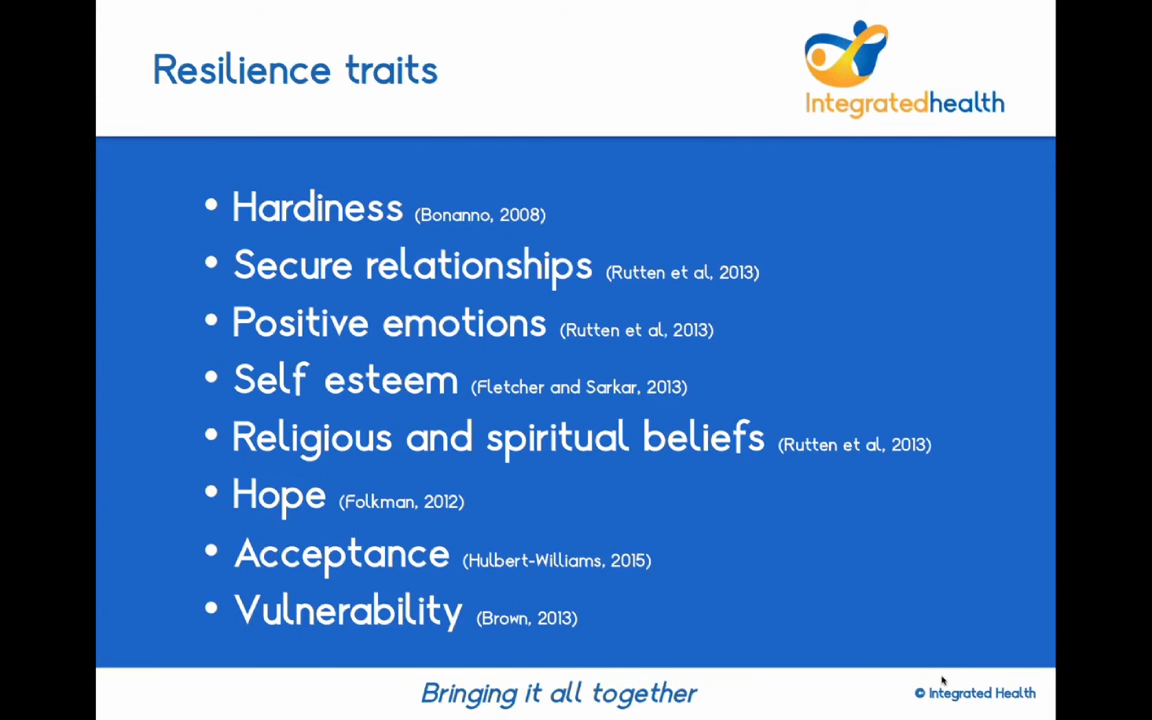 Resilience traits
Integratedhealth
• Hardiness (Bonanno, 2008)
• Secure relationships (Rutten et al, 2013)
• Positive emotions (Rutten et al, 2013)
• Self esteem (Fletcher and Sarkar, 2013)
• Religious and spiritual beliefs (Rutten et al, 2013)
• Hope (Folkman, 2012)
• Acceptance (Hulbert-Williams, 2015)
• Vulnerability (Brown, 2013)
Bringing it all together
© Integrated Health